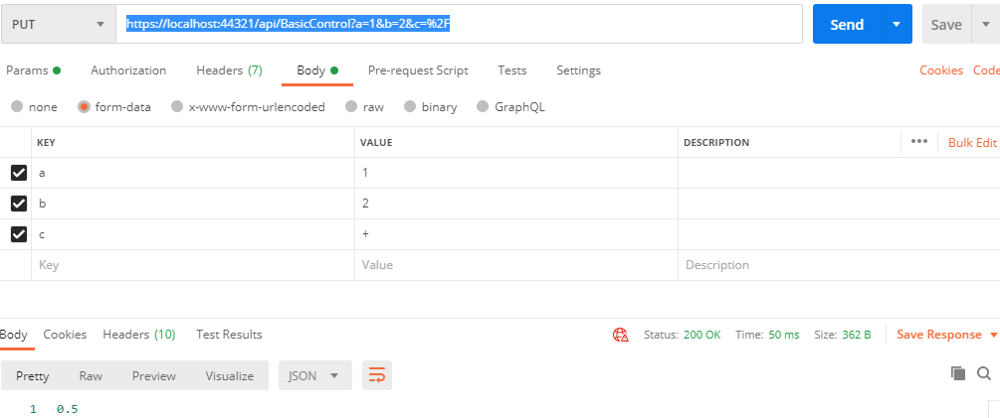 PUT https://localhost:44321/api/BasicControl?a=1&b=2&c=%2F Send Save
Params Authorization Headers (7) Body Pre-request Script Tests Settings Cookies Code
none form-data x-www-form-urlencoded raw binary GraphQL
KEY VALUE DESCRIPTION ••• Bulk Edit
a 1
b 2
c +
Key Value Description
Body Cookies Headers (10) Test Results Status: 200 OK Time: 50 ms Size: 362 B Save Response
Pretty Raw Preview Visualize JSON
1 0.5